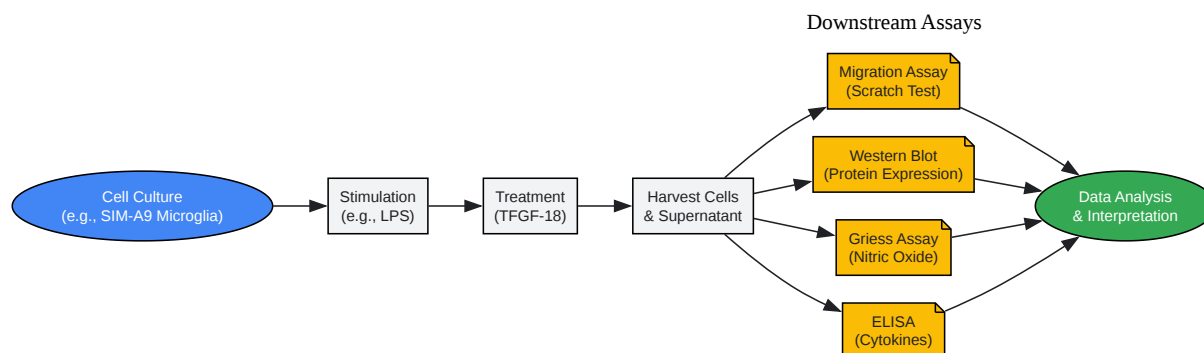 Downstream Assays
Cell Culture
(e.g., SIM-A9 Microglia)
Stimulation
(e.g., LPS)
Treatment
(TFGF-18)
Harvest Cells
& Supernatant
Migration Assay
(Scratch Test)
Western Blot
(Protein Expression)
Griess Assay
(Nitric Oxide)
ELISA
(Cytokines)
Data Analysis
& Interpretation